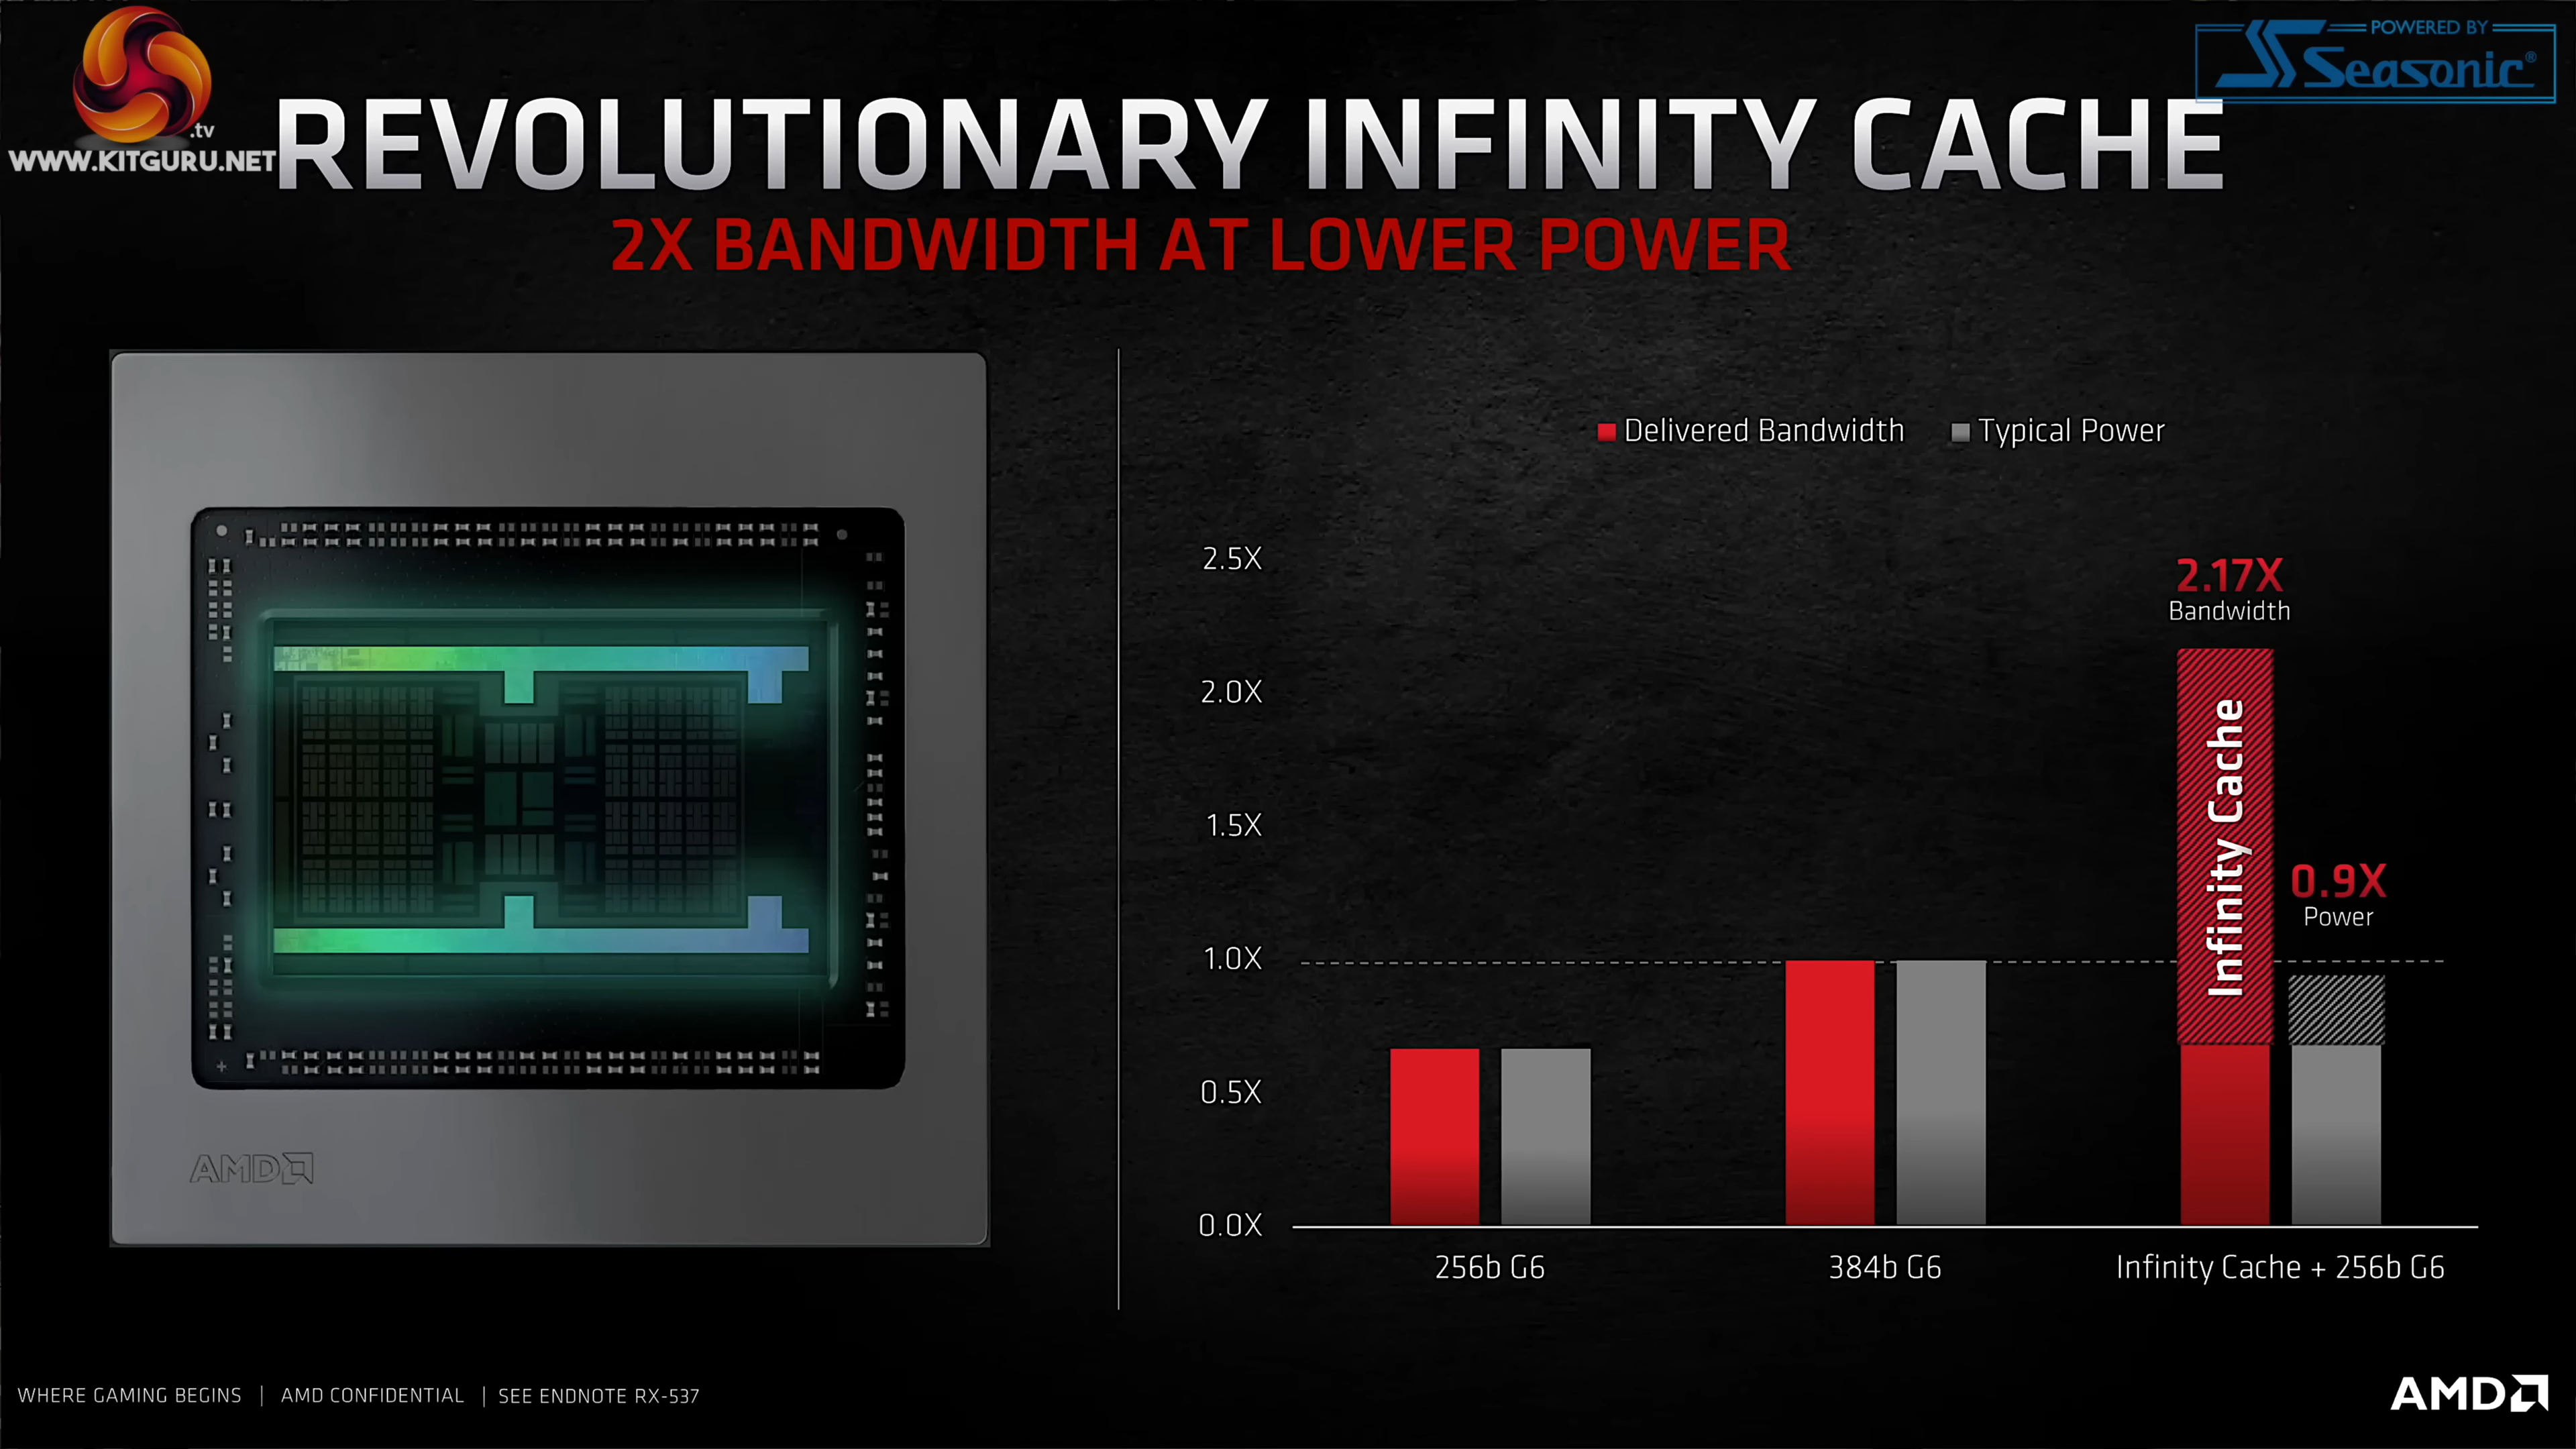 .tv
WWW.KITGURU.NET
POWERED BY
Seasonic®
REVOLUTIONARY INFINITY CACHE
2X BANDWIDTH AT LOWER POWER
AMD
Delivered Bandwidth
Typical Power
2.5X
2.0X
1.5X
1.0X
0.5X
0.0X
2.17X
Bandwidth
Infinity Cache
0.9X
Power
256b G6
384b G6
Infinity Cache + 256b G6
WHERE GAMING BEGINS | AMD CONFIDENTIAL | SEE ENDNOTE RX-537
AMD